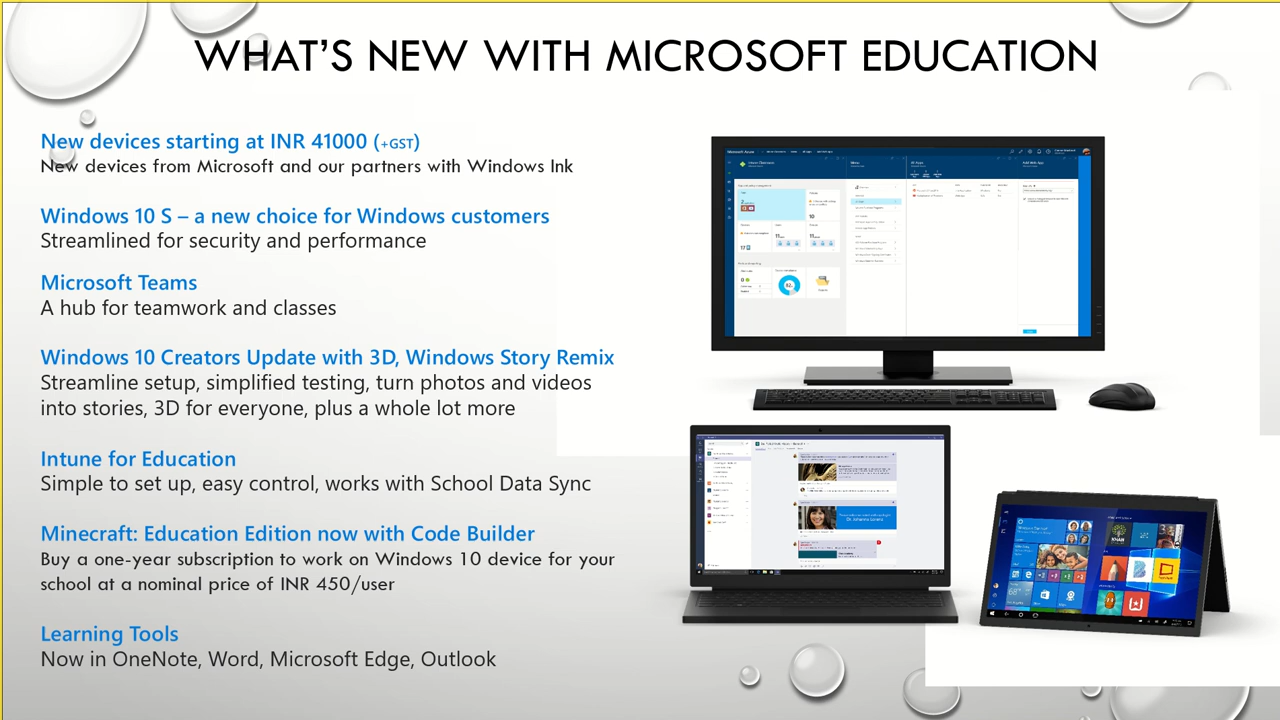 WHAT'S NEW WITH MICROSOFT EDUCATION
New devices starting at INR 41000 (+GST)
New devices from Microsoft and our partners with Windows Ink
Windows 10 S – a new choice for Windows customers
Streamlined for security and performance
Microsoft Teams
A hub for teamwork and classes
Windows 10 Creators Update with 3D, Windows Story Remix
Streamline setup, simplified testing, turn photos and videos
into stories, 3D for everyone, plus a whole lot more
Intune for Education
Simple to set up, easy control, works with School Data Sync
Minecraft: Education Edition now with Code Builder
Buy a one-year subscription to work on Windows 10 device for your
school at a nominal price of INR 450/user
Learning Tools
Now in OneNote, Word, Microsoft Edge, Outlook
Microsoft Azure